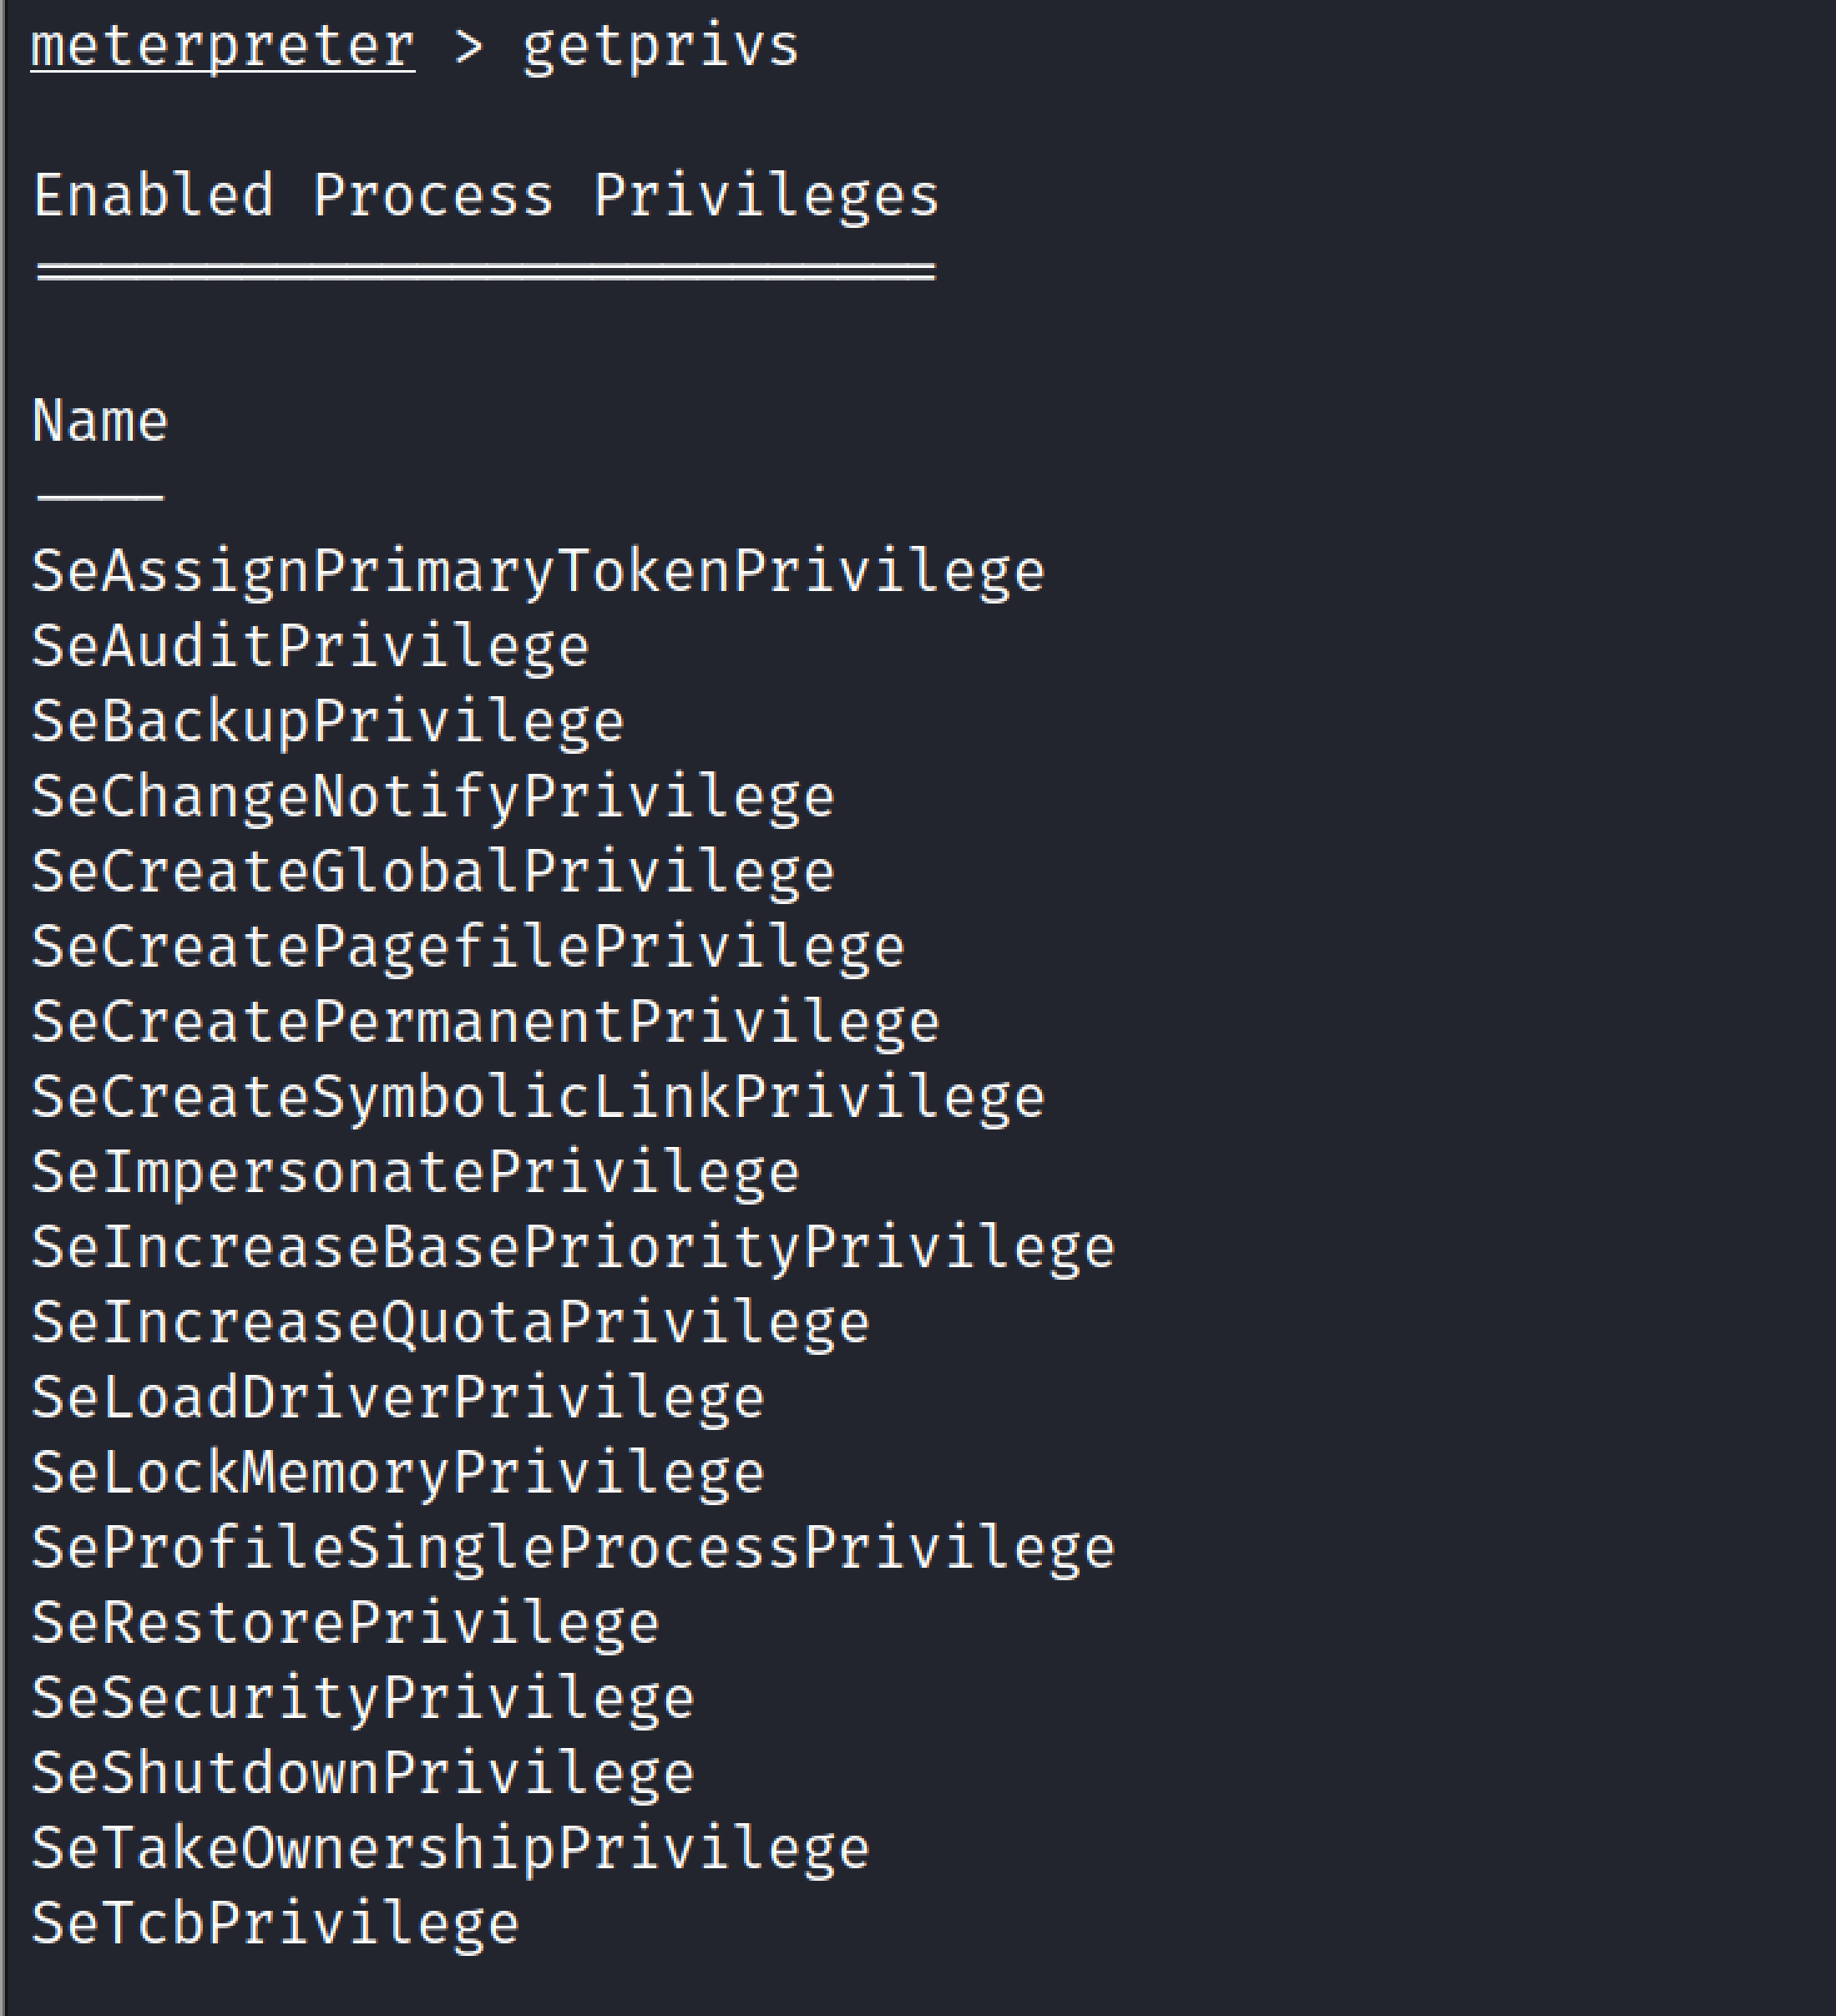 meterpreter > getprivs
Enabled Process Privileges
==========================
Name
----
SeAssignPrimaryTokenPrivilege
SeAuditPrivilege
SeBackupPrivilege
SeChangeNotifyPrivilege
SeCreateGlobalPrivilege
SeCreatePagefilePrivilege
SeCreatePermanentPrivilege
SeCreateSymbolicLinkPrivilege
SeImpersonatePrivilege
SeIncreaseBasePriorityPrivilege
SeIncreaseQuotaPrivilege
SeLoadDriverPrivilege
SeLockMemoryPrivilege
SeProfileSingleProcessPrivilege
SeRestorePrivilege
SeSecurityPrivilege
SeShutdownPrivilege
SeTakeOwnershipPrivilege
SeTcbPrivilege